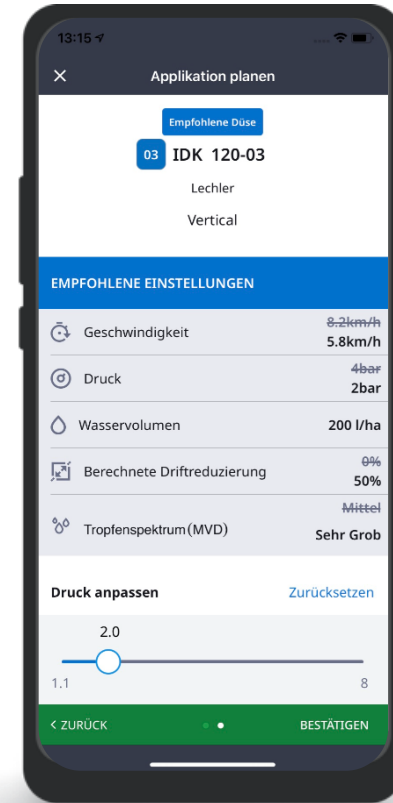 13:15
Applikation planen
Empfohlene Düse
03 IDK 120-03
Lechler
Vertical
EMPFOHLENE EINSTELLUNGEN
Geschwindigkeit 8.2km/h
5.8km/h
Druck 4bar
2bar
Wasservolumen 200 l/ha
Berechnete Driftreduzierung 0%
50%
Tropfenspektrum(MVD) Mittel
Sehr Grob
Druck anpassen Zurücksetzen
2.0
1.1 8
< ZURÜCK BESTÄTIGEN